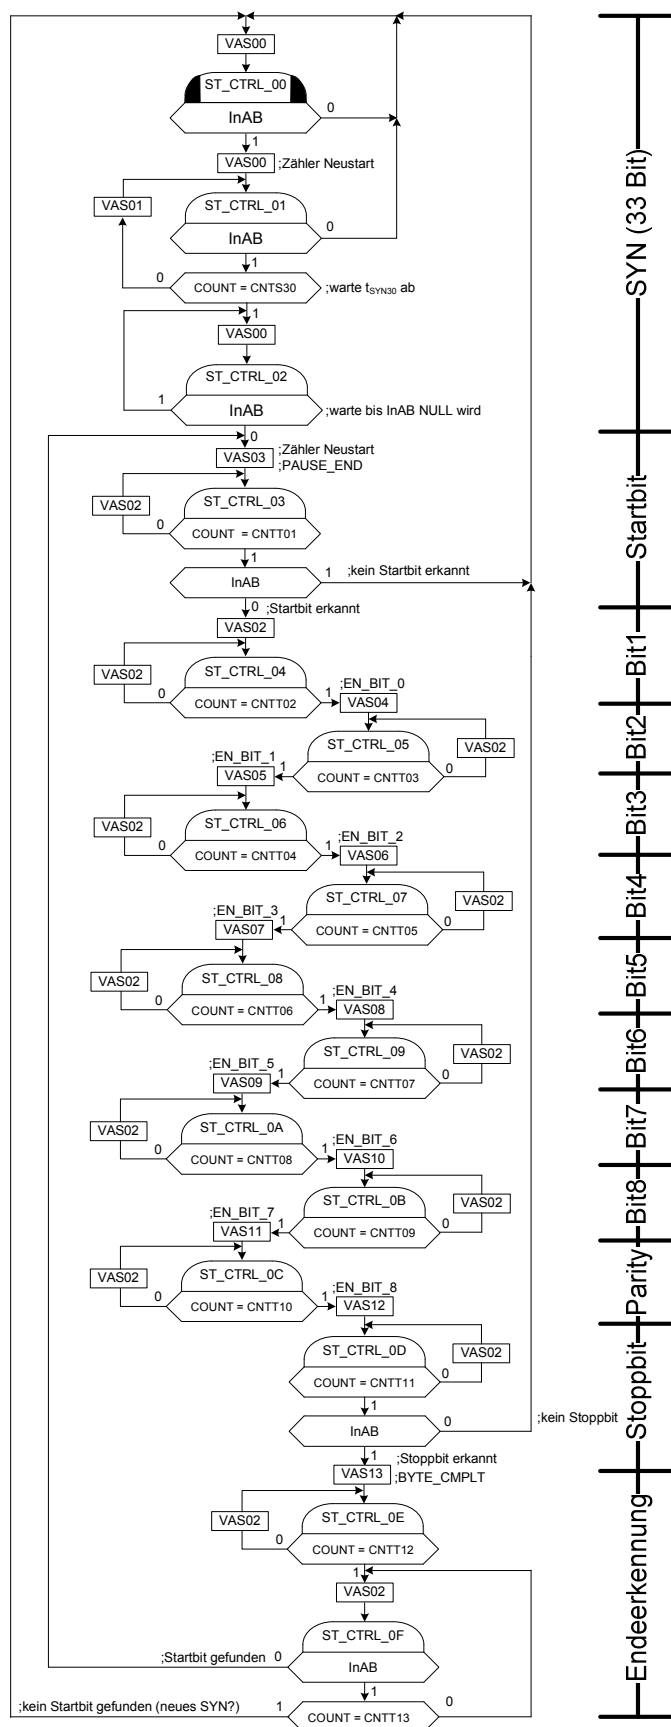 VAS00
ST_CTRL_00
InAB
0
1
VAS00 ;Zähler Neustart
VAS01
ST_CTRL_01
InAB
0
1
0
COUNT = CNTS30 ;warte tSYN30 ab
1
VAS00
ST_CTRL_02
1
InAB ;warte bis InAB NULL wird
0
VAS03 ;Zähler Neustart
;PAUSE_END
VAS02
ST_CTRL_03
0
COUNT = CNTT01
1
InAB
1 ;kein Startbit erkannt
0 ;Startbit erkannt
VAS02
VAS02
ST_CTRL_04
0
COUNT = CNTT02
1
;EN_BIT_0
VAS04
ST_CTRL_05
VAS02
COUNT = CNTT03
0
1
;EN_BIT_1
VAS05
VAS02
ST_CTRL_06
0
COUNT = CNTT04
1
;EN_BIT_2
VAS06
ST_CTRL_07
VAS02
COUNT = CNTT05
0
1
;EN_BIT_3
VAS07
VAS02
ST_CTRL_08
0
COUNT = CNTT06
1
;EN_BIT_4
VAS08
ST_CTRL_09
VAS02
COUNT = CNTT07
0
1
;EN_BIT_5
VAS09
VAS02
ST_CTRL_0A
0
COUNT = CNTT08
1
;EN_BIT_6
VAS10
ST_CTRL_0B
VAS02
COUNT = CNTT09
0
1
;EN_BIT_7
VAS11
VAS02
ST_CTRL_0C
0
COUNT = CNTT10
1
;EN_BIT_8
VAS12
ST_CTRL_0D
VAS02
COUNT = CNTT11
0
1
InAB
0
;kein Stoppbit
1 ;Stoppbit erkannt
VAS13 ;BYTE_CMPLT
VAS02
ST_CTRL_0E
0
COUNT = CNTT12
1
VAS02
ST_CTRL_0F
;Startbit gefunden 0
InAB
1
;kein Startbit gefunden (neues SYN?) 1
COUNT = CNTT13
0
SYN (33 Bit)
Startbit
Bit1
Bit2
Bit3
Bit4
Bit5
Bit6
Bit7
Bit8
Parity
Stoppbit
Endeerkennung